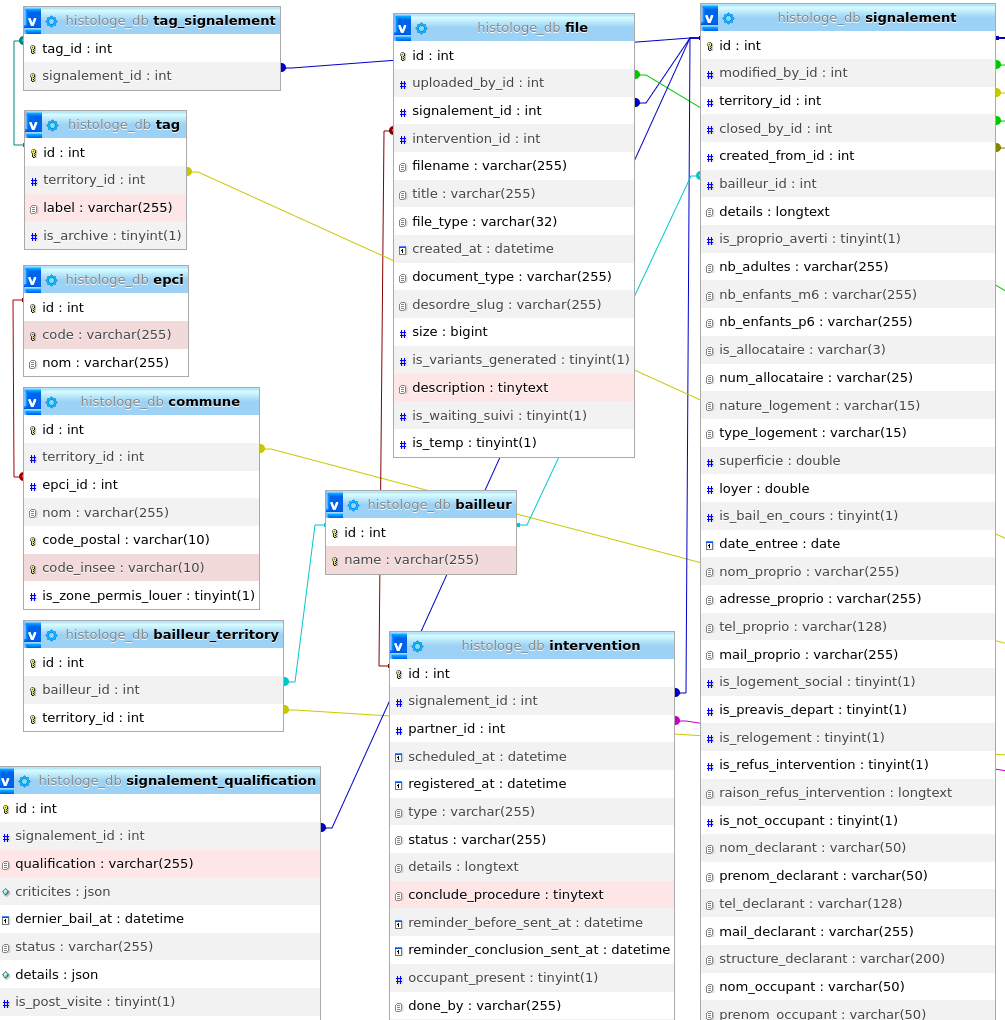 v histologe_db tag_signalement
tag_id : int
signalement_id : int
v histologe_db tag
id : int
territory_id : int
label : varchar(255)
is_archive : tinyint(1)
v histologe_db epci
id : int
code : varchar(255)
nom : varchar(255)
v histologe_db commune
id : int
territory_id : int
epci_id : int
nom : varchar(255)
code_postal : varchar(10)
code_insee : varchar(10)
is_zone_permis_louer : tinyint(1)
v histologe_db bailleur_territory
id : int
bailleur_id : int
territory_id : int
v histologe_db signalement_qualification
id : int
signalement_id : int
qualification : varchar(255)
criticites : json
dernier_bail_at : datetime
status : varchar(255)
details : json
is_post_visite : tinyint(1)
v histologe_db file
id : int
uploaded_by_id : int
signalement_id : int
intervention_id : int
filename : varchar(255)
title : varchar(255)
file_type : varchar(32)
created_at : datetime
document_type : varchar(255)
desordre_slug : varchar(255)
size : bigint
is_variants_generated : tinyint(1)
description : tinytext
is_waiting_suivi : tinyint(1)
is_temp : tinyint(1)
v histologe_db bailleur
id : int
name : varchar(255)
v histologe_db intervention
id : int
signalement_id : int
partner_id : int
scheduled_at : datetime
registered_at : datetime
type : varchar(255)
status : varchar(255)
details : longtext
conclude_procedure : tinytext
reminder_before_sent_at : datetime
reminder_conclusion_sent_at : datetime
occupant_present : tinyint(1)
done_by : varchar(255)
v histologe_db signalement
id : int
modified_by_id : int
territory_id : int
closed_by_id : int
created_from_id : int
bailleur_id : int
details : longtext
is_proprio_averti : tinyint(1)
nb_adultes : varchar(255)
nb_enfants_m6 : varchar(255)
nb_enfants_p6 : varchar(255)
is_allocataire : varchar(3)
num_allocataire : varchar(25)
nature_logement : varchar(15)
type_logement : varchar(15)
superficie : double
loyer : double
is_bail_en_cours : tinyint(1)
date_entree : date
nom_proprio : varchar(255)
adresse_proprio : varchar(255)
tel_proprio : varchar(128)
mail_proprio : varchar(255)
is_logement_social : tinyint(1)
is_preavis_depart : tinyint(1)
is_relogement : tinyint(1)
is_refus_intervention : tinyint(1)
raison_refus_intervention : longtext
is_not_occupant : tinyint(1)
nom_declarant : varchar(50)
prenom_declarant : varchar(50)
tel_declarant : varchar(128)
mail_declarant : varchar(255)
structure_declarant : varchar(200)
nom_occupant : varchar(50)
prenom_occupant : varchar(50)